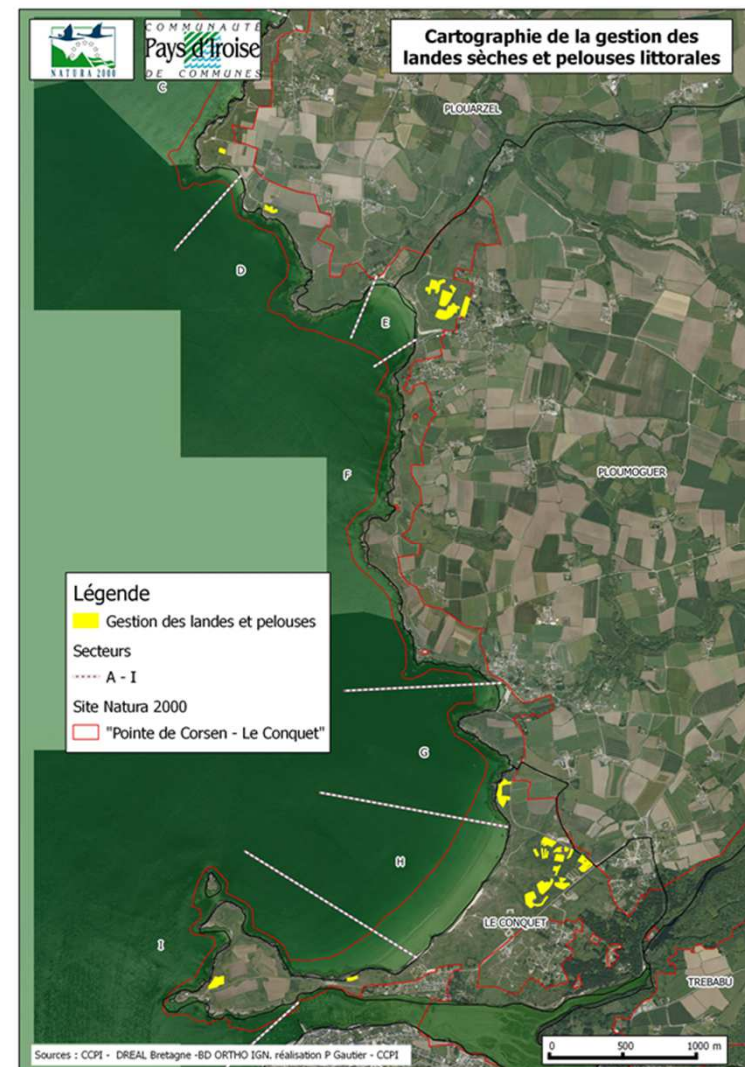 NATURA 2000
COMMUNAUTÉ
Pays d'Iroise
DE COMMUNES
Cartographie de la gestion des
landes sèches et pelouses littorales
C
PLOUARZEL
D
E
F
PLOUMOGUER
Légende
Gestion des landes et pelouses
Secteurs
A - I
Site Natura 2000
"Pointe de Corsen - Le Conquet"
G
H
LE CONQUET
I
TREBABU
Sources : CCPI - DREAL Bretagne -BD ORTHO IGN. réalisation P Gautier - CCPI
0 500 1000 m